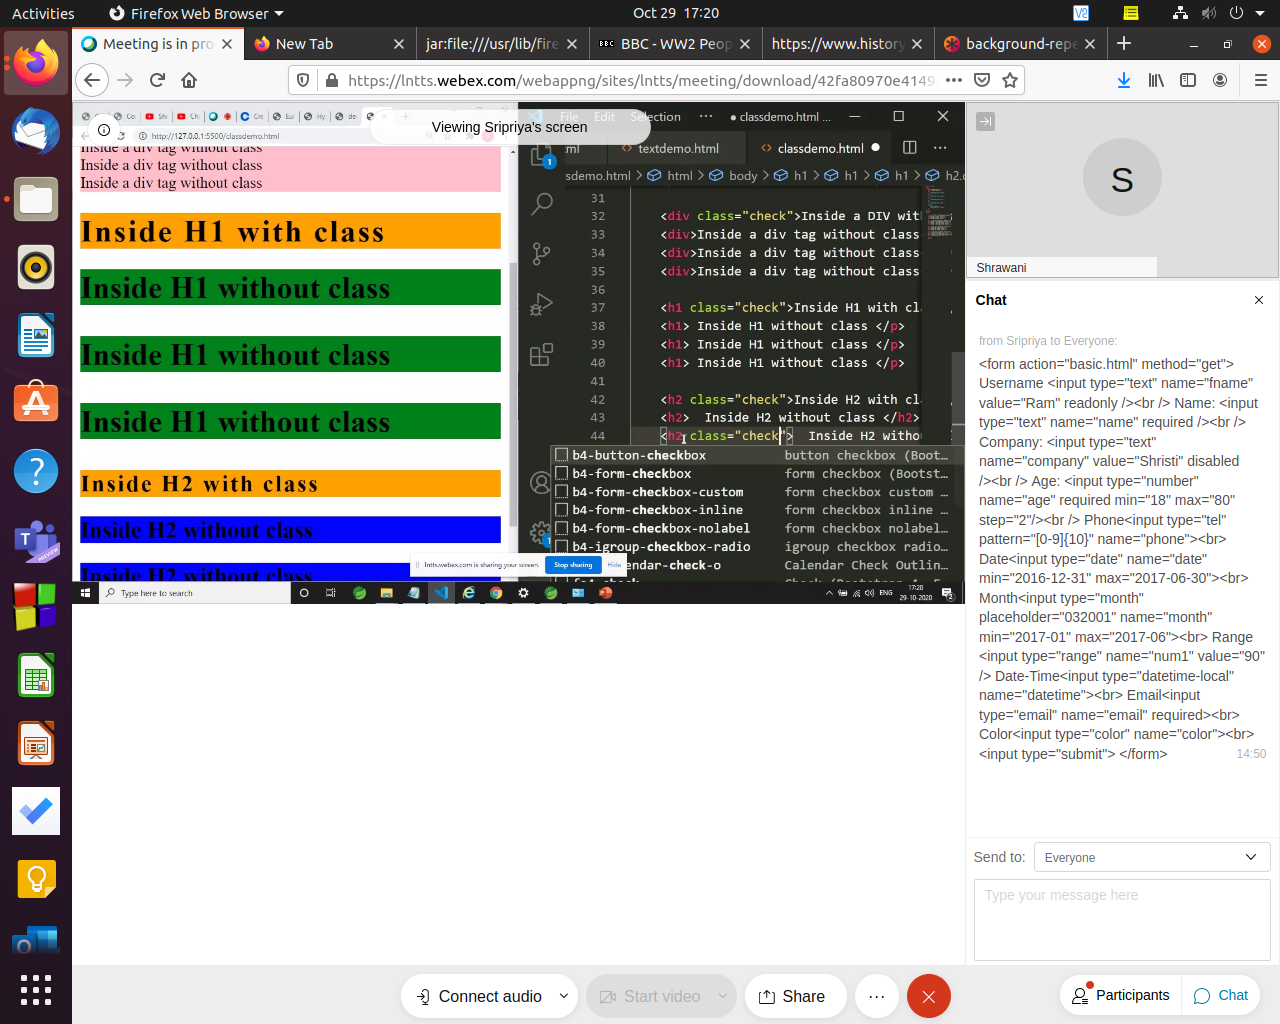 Activities
Firefox Web Browser
Oct 29 17:20
Meeting is in pro
New Tab
jar:file:///usr/lib/fire
BBC - WW2 Peop
https://www.history
background-repe
https://lntts.webex.com/webappng/sites/lntts/meeting/download/42fa80970e4149
Viewing Sripriya's screen
http://127.0.0.1:5500/classdemo.html
Inside a div tag without class
Inside a div tag without class
Inside a div tag without class
Inside H1 with class
Inside H1 without class
Inside H1 without class
Inside H1 without class
Inside H2 with class
Inside H2 without class
Inside H2 without class
File Edit Selection ···
classdemo.html ...
ml
textdemo.html
classdemo.html
sdemo.html > html > body > h1 > h1 > h1 > h2.
31
32 <div class="check">Inside a DIV wit
33 <div>Inside a div tag without class
34 <div>Inside a div tag without class
35 <div>Inside a div tag without class
36
37 <h1 class="check">Inside H1 with cl
38 <h1> Inside H1 without class </p>
39 <h1> Inside H1 without class </p>
40 <h1> Inside H1 without class </p>
41
42 <h2 class="check">Inside H2 with cl
43 <h2> Inside H2 without class </h2>
44 <h2 class="check"> Inside H2 witho
b4-button-checkbox button checkbox (Boot…
b4-form-checkbox form checkbox (Bootst…
b4-form-checkbox-custom form checkbox custom …
b4-form-checkbox-inline form checkbox inline …
b4-form-checkbox-nolabel form checkbox nolabel…
b4-igroup-checkbox-radio igroup checkbox radio…
endar-check-o Calendar Check Outlin…
lntts.webex.com is sharing your screen.
Stop sharing
Hide
Type here to search
ENG
17:20
29-10-2020
S
Shrawani
Chat
from Sripriya to Everyone:
<form action="basic.html" method="get">
Username <input type="text" name="fname"
value="Ram" readonly /><br /> Name: <input
type="text" name="name" required /><br />
Company: <input type="text"
name="company" value="Shristi" disabled
/><br /> Age: <input type="number"
name="age" required min="18" max="80"
step="2"/><br /> Phone<input type="tel"
pattern="[0-9]{10}" name="phone"><br>
Date<input type="date" name="date"
min="2016-12-31" max="2017-06-30"><br>
Month<input type="month"
placeholder="032001" name="month"
min="2017-01" max="2017-06"><br> Range
<input type="range" name="num1" value="90"
/> Date-Time<input type="datetime-local"
name="datetime"><br> Email<input
type="email" name="email" required><br>
Color<input type="color" name="color"><br>
<input type="submit"> </form>
14:50
Send to:
Everyone
Type your message here
Connect audio
Start video
Share
Participants
Chat